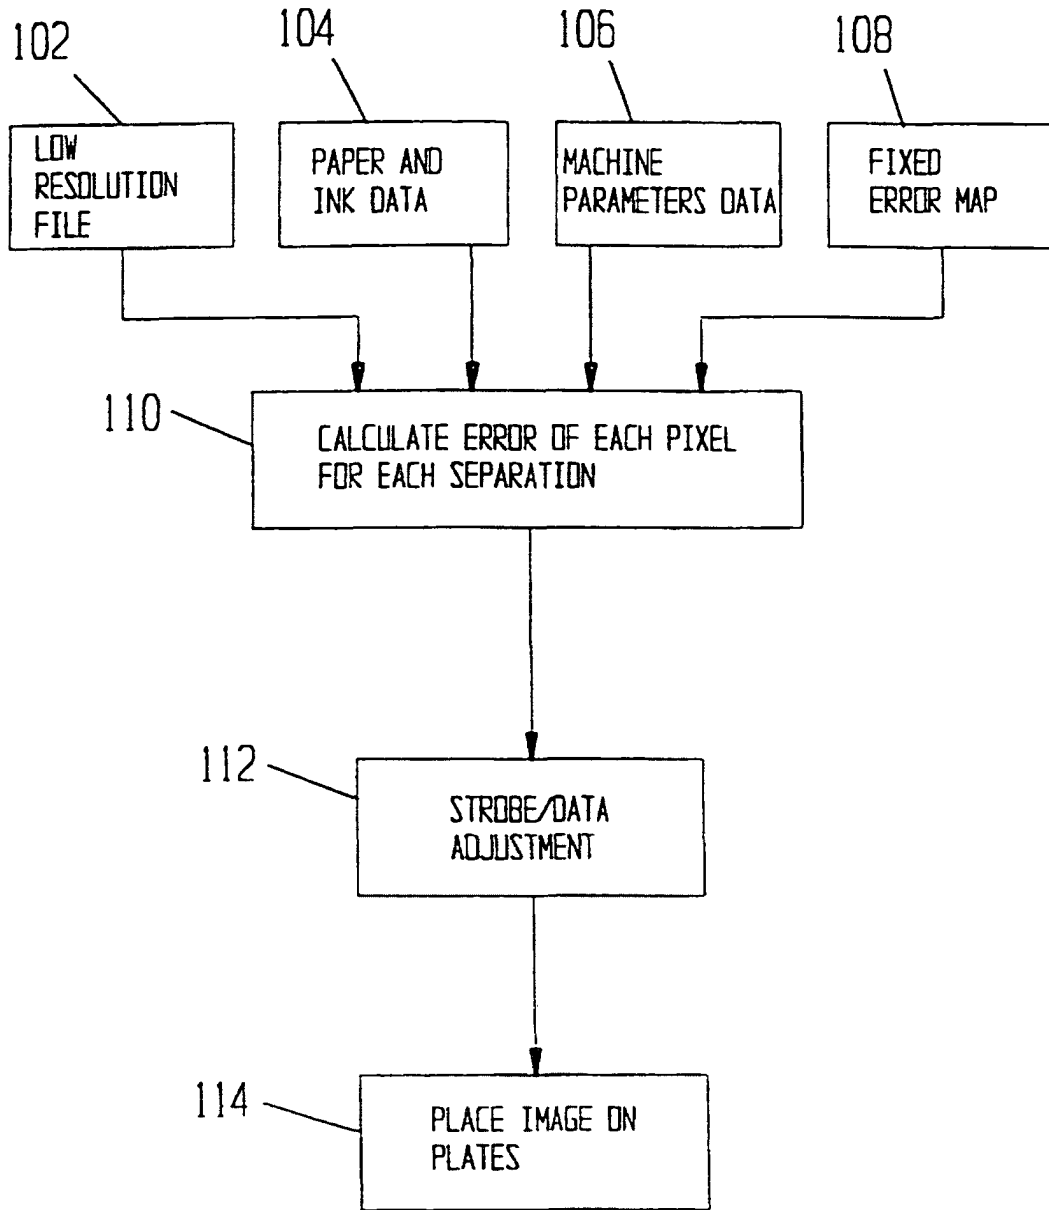 102
104
106
108
LOW
RESOLUTION
FILE
PAPER AND
INK DATA
MACHINE
PARAMETERS DATA
FIXED
ERROR MAP
110
CALCULATE ERROR OF EACH PIXEL
FOR EACH SEPARATION
112
STROBE/DATA
ADJUSTMENT
114
PLACE IMAGE ON
PLATES